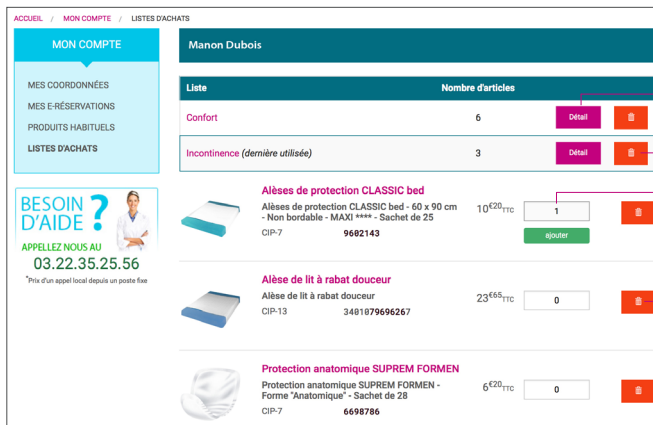 ACCUEIL / MON COMPTE / LISTES D'ACHATS
MON COMPTE
MES COORDONNÉES
MES E-RÉSERVATIONS
PRODUITS HABITUELS
LISTES D'ACHATS
BESOIN
D'AIDE ?
APPELLEZ NOUS AU
03.22.35.25.56
*Prix d'un appel local depuis un poste fixe
Manon Dubois
Liste Nombre d'articles
Confort 6 Détail
Incontinence (dernière utilisée) 3 Détail
Alèses de protection CLASSIC bed
Alèses de protection CLASSIC bed - 60 x 90 cm
- Non bordable - MAXI **** - Sachet de 25
10€20TTC 1
CIP-7 9602143
ajouter
Alèse de lit à rabat douceur
Alèse de lit à rabat douceur
23€65TTC 0
CIP-13 3401079696267
Protection anatomique SUPREM FORMEN
Protection anatomique SUPREM FORMEN -
Forme "Anatomique" - Sachet de 28
6€20TTC 0
CIP-7 6698786